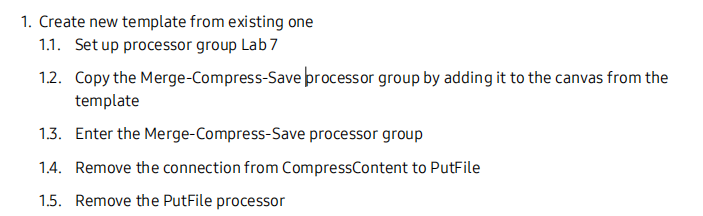 1. Create new template from existing one
1.1. Set up processor group Lab 7
1.2. Copy the Merge-Compress-Save processor group by adding it to the canvas from the
template
1.3. Enter the Merge-Compress-Save processor group
1.4. Remove the connection from CompressContent to PutFile
1.5. Remove the PutFile processor